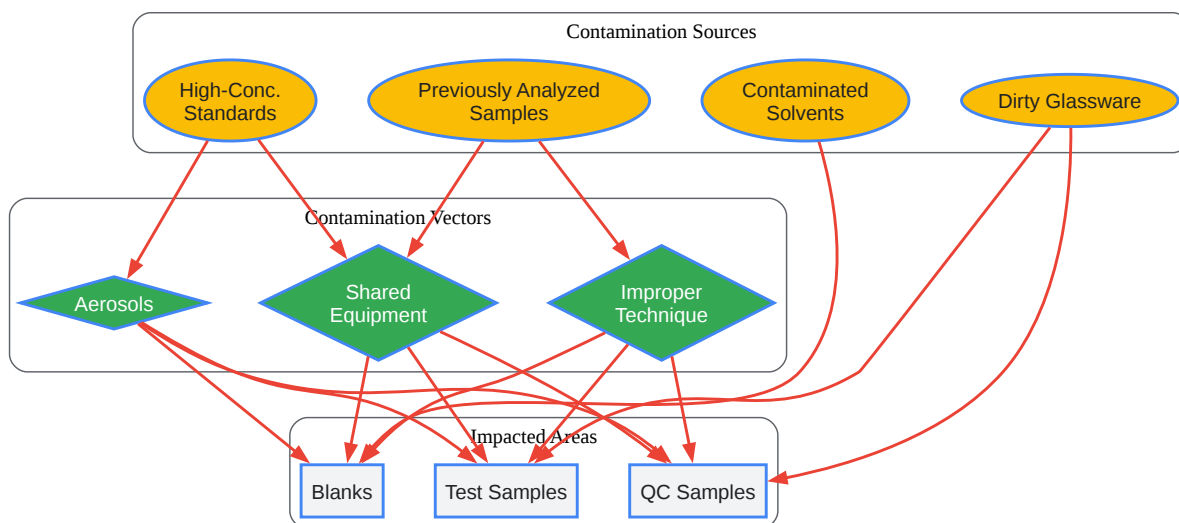 Contamination Sources
High-Conc.
Standards
Previously Analyzed
Samples
Contaminated
Solvents
Dirty Glassware
Contamination Vectors
Aerosols
Shared
Equipment
Improper
Technique
Impacted Areas
Blanks
Test Samples
QC Samples